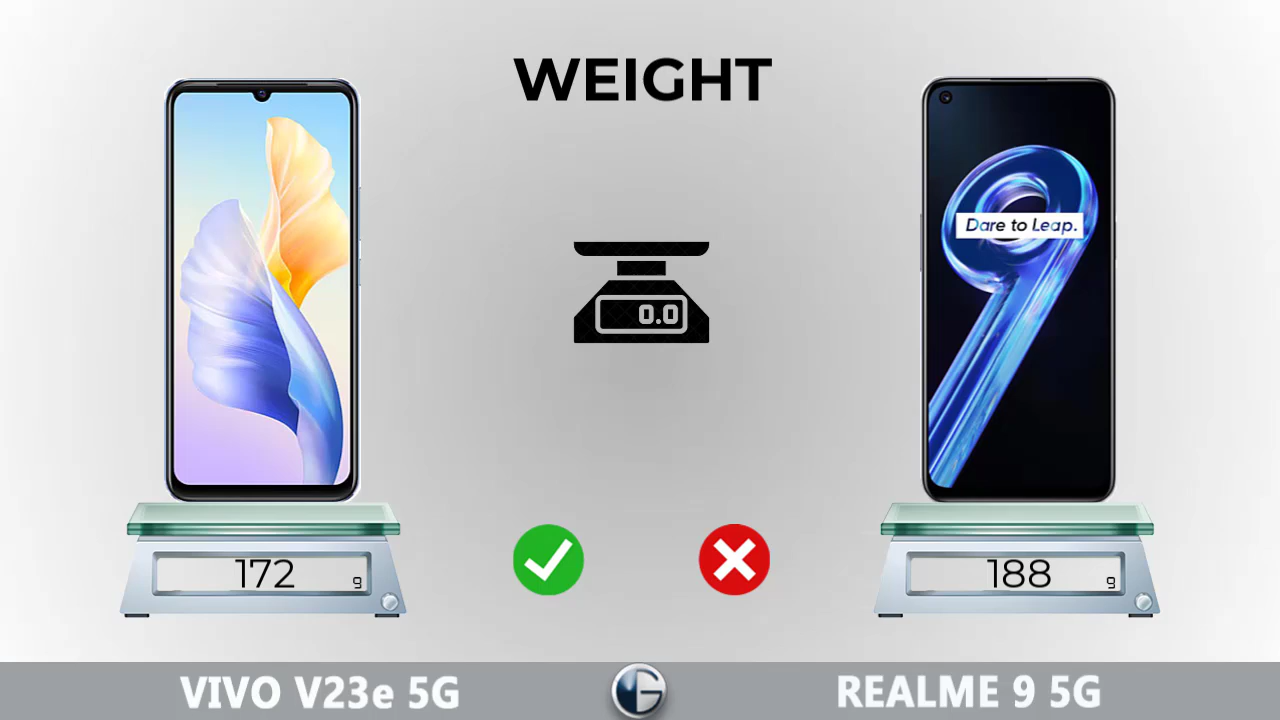 WEIGHT
Dare to Leap.
0.0
172 g
188 g
VIVO V23e 5G
REALME 9 5G